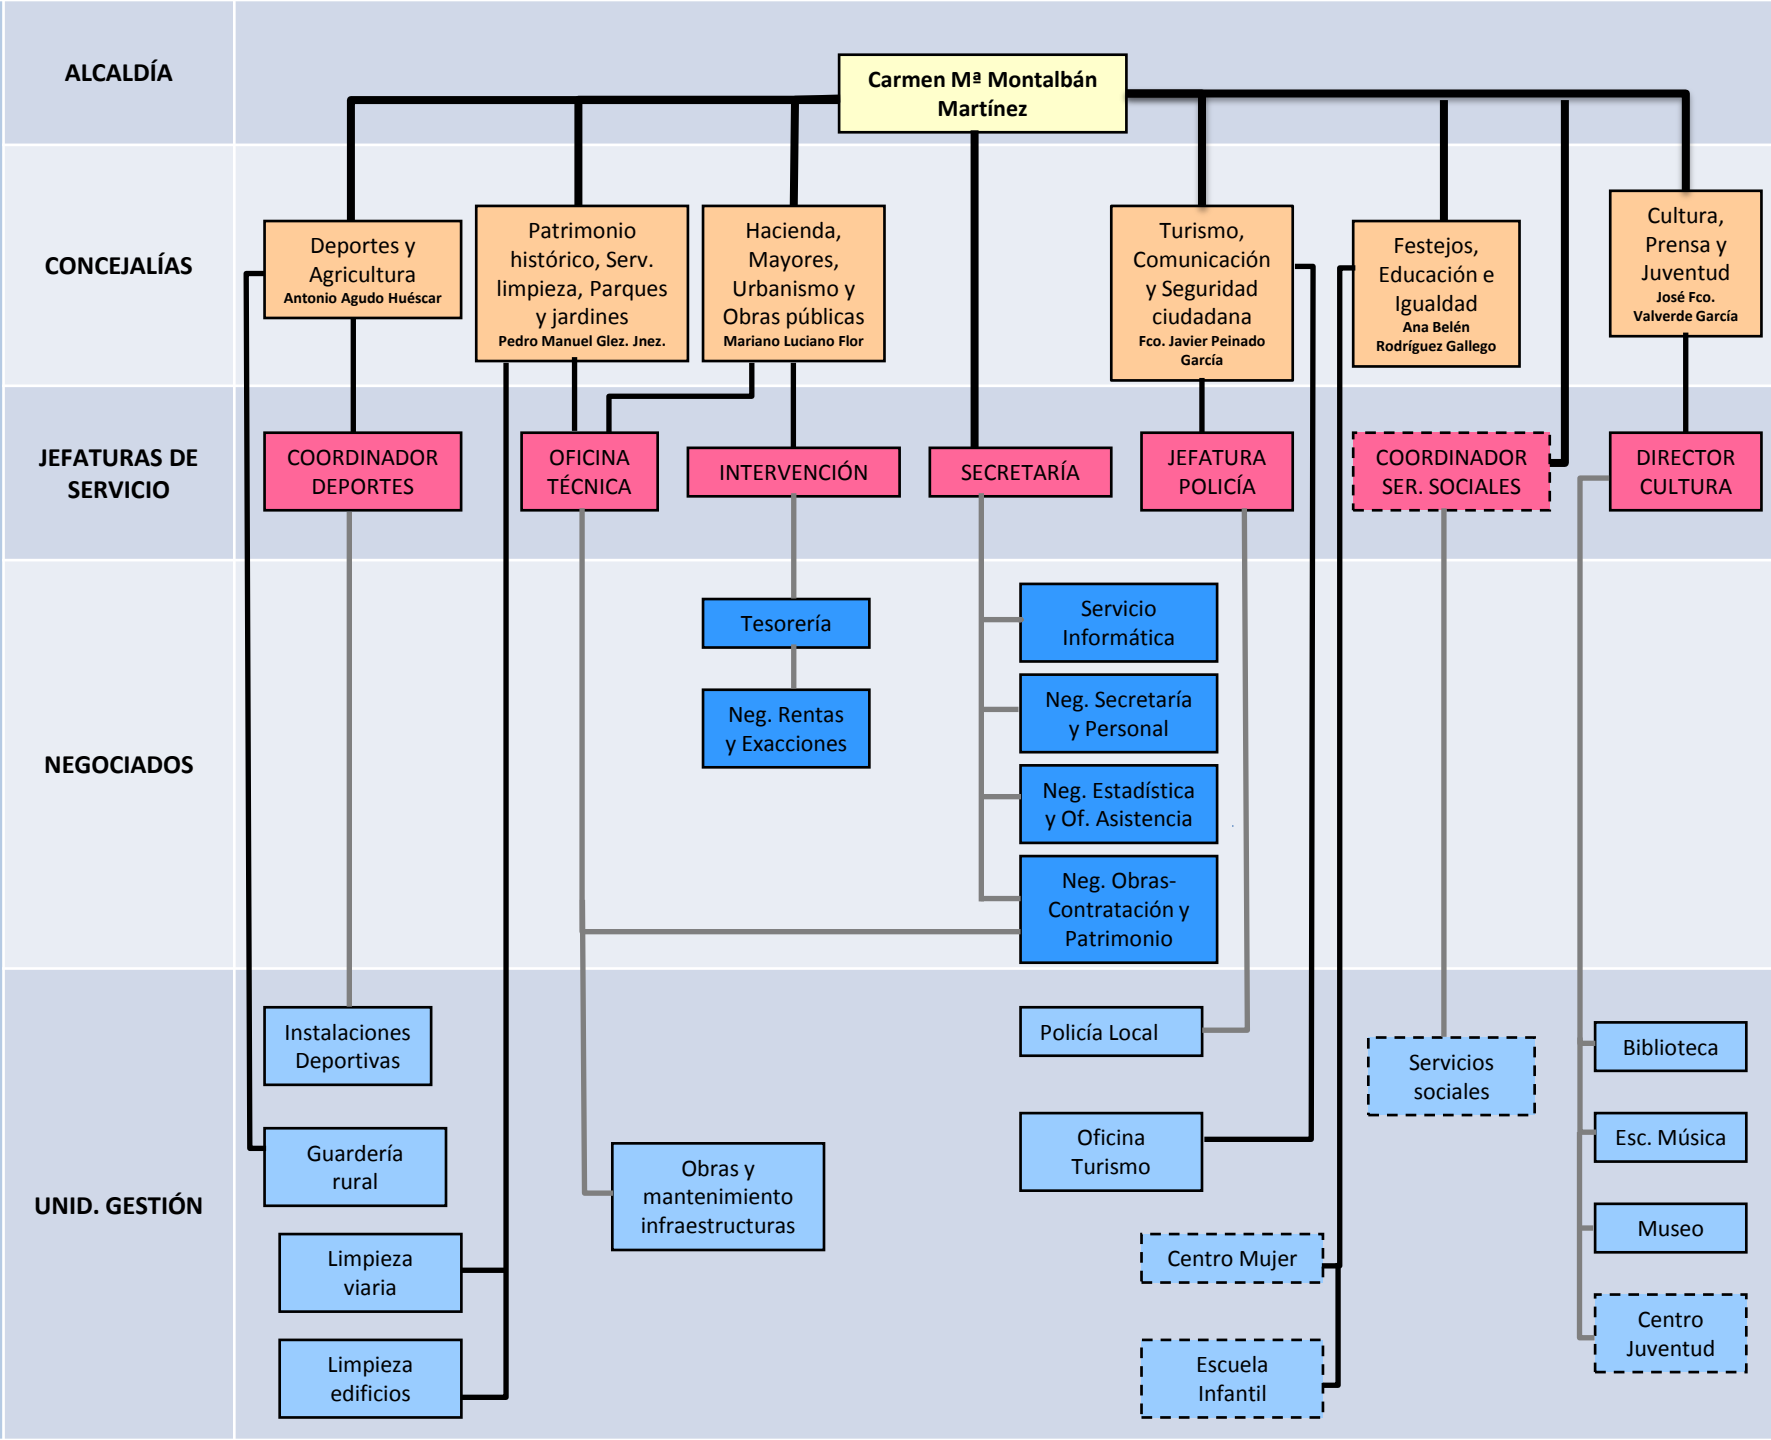 ALCALDÍA
Carmen Mª Montalbán
Martínez
CONCEJALÍAS
Deportes y
Agricultura
Antonio Agudo Huéscar
Patrimonio
histórico, Serv.
limpieza, Parques
y jardines
Pedro Manuel Glez. Jnez.
Hacienda,
Mayores,
Urbanismo y
Obras públicas
Mariano Luciano Flor
Turismo,
Comunicación
y Seguridad
ciudadana
Fco. Javier Peinado
García
Festejos,
Educación e
Igualdad
Ana Belén
Rodríguez Gallego
Cultura,
Prensa y
Juventud
José Fco.
Valverde García
JEFATURAS DE
SERVICIO
COORDINADOR
DEPORTES
OFICINA
TÉCNICA
INTERVENCIÓN
SECRETARÍA
JEFATURA
POLICÍA
COORDINADOR
SER. SOCIALES
DIRECTOR
CULTURA
NEGOCIADOS
Tesorería
Neg. Rentas
y Exacciones
Servicio
Informática
Neg. Secretaría
y Personal
Neg. Estadística
y Of. Asistencia
Neg. Obras-
Contratación y
Patrimonio
UNID. GESTIÓN
Instalaciones
Deportivas
Guardería
rural
Limpieza
viaria
Limpieza
edificios
Obras y
mantenimiento
infraestructuras
Policía Local
Oficina
Turismo
Centro Mujer
Escuela
Infantil
Servicios
sociales
Biblioteca
Esc. Música
Museo
Centro
Juventud